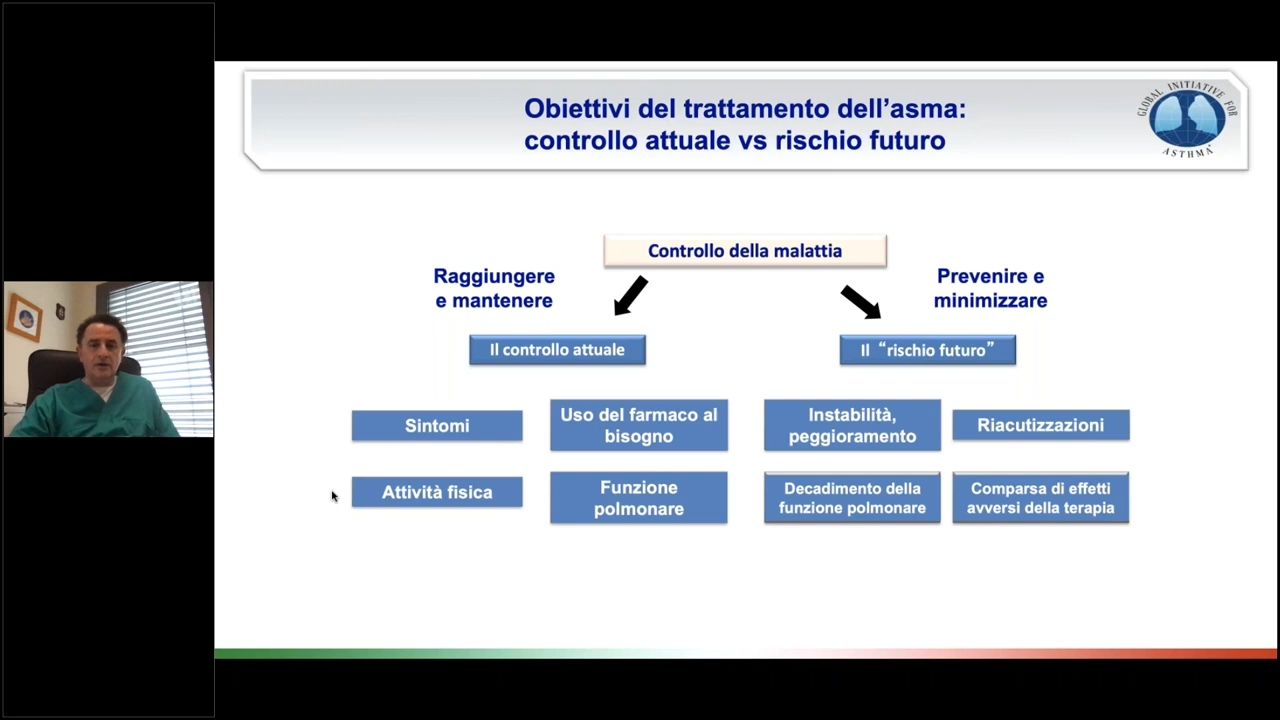 Obiettivi del trattamento dell’asma:
controllo attuale vs rischio futuro
GLOBAL INITIATIVE FOR
ASTHMA
Controllo della malattia
Raggiungere
e mantenere
Prevenire e
minimizzare
Il controllo attuale
Il “rischio futuro”
Sintomi
Uso del farmaco al
bisogno
Instabilità,
peggioramento
Riacutizzazioni
Attività fisica
Funzione
polmonare
Decadimento della
funzione polmonare
Comparsa di effetti
avversi della terapia